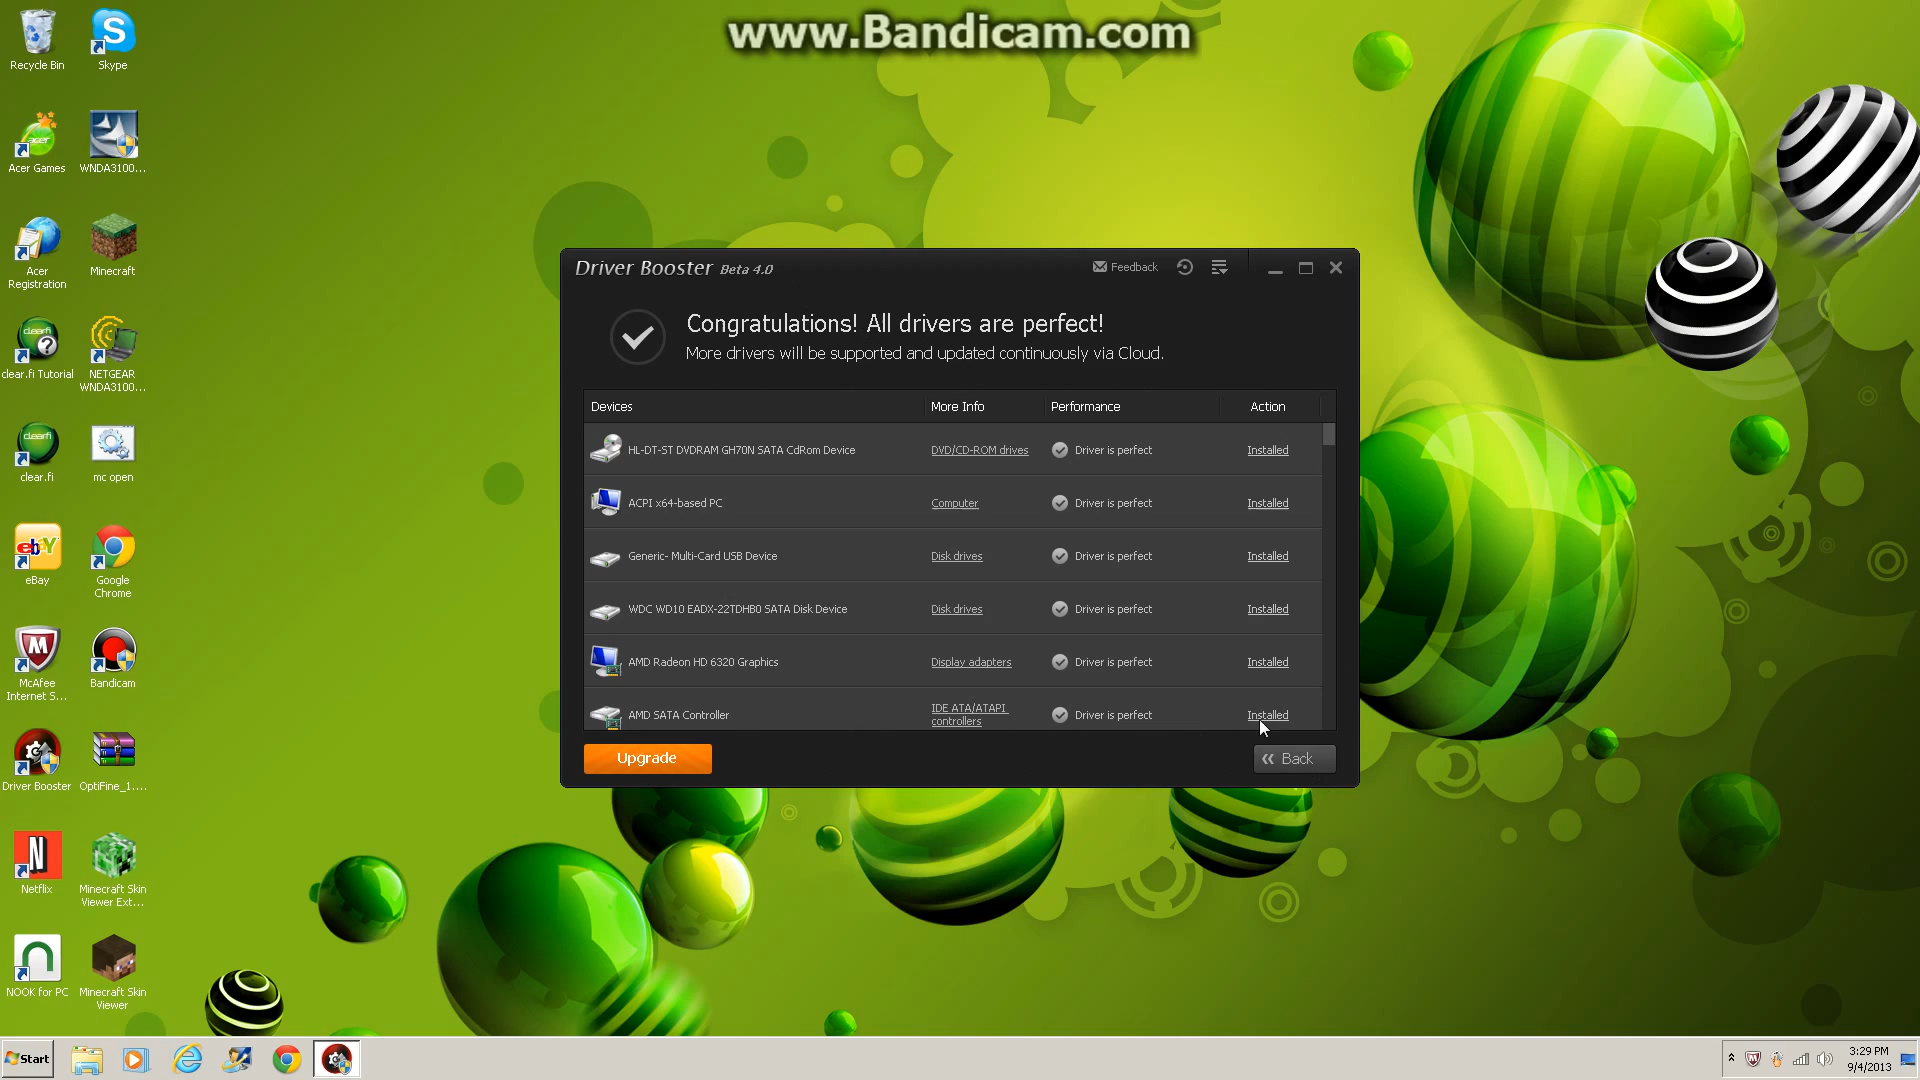 www.Bandicam.com
Recycle Bin
Skype
Acer Games
WNDA3100...
Acer
Registration
Minecraft
clear.fi Tutorial
NETGEAR
WNDA3100...
clear.fi
mc open
eBay
Google
Chrome
McAfee
Internet S...
Bandicam
Driver Booster
OptiFine_1....
Netflix
Minecraft Skin
Viewer Ext...
NOOK for PC
Minecraft Skin
Viewer
Driver Booster Beta 4.0
Feedback
Congratulations! All drivers are perfect!
More drivers will be supported and updated continuously via Cloud.
Devices More Info Performance Action
HL-DT-ST DVDRAM GH70N SATA CdRom Device DVD/CD-ROM drives Driver is perfect Installed
ACPI x64-based PC Computer Driver is perfect Installed
Generic- Multi-Card USB Device Disk drives Driver is perfect Installed
WDC WD10 EADX-22TDHB0 SATA Disk Device Disk drives Driver is perfect Installed
AMD Radeon HD 6320 Graphics Display adapters Driver is perfect Installed
AMD SATA Controller IDE ATA/ATAPI controllers Driver is perfect Installed
Upgrade
Back
Start
3:29 PM
9/4/2013